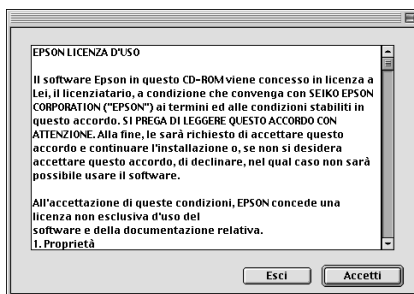 EPSON LICENZA D'USO
Il software Epson in questo CD-ROM viene concesso in licenza a
Lei, il licenziatario, a condizione che convenga con SEIKO EPSON
CORPORATION ("EPSON") ai termini ed alle condizioni stabiliti in
questo accordo. SI PREGA DI LEGGERE QUESTO ACCORDO CON
ATTENZIONE. Alla fine, le sarà richiesto di accettare questo
accordo e continuare l'installazione o, se non si desidera
accettare questo accordo, di declinare, nel qual caso non sarà
possibile usare il software.
All'accettazione di queste condizioni, EPSON concede una
licenza non esclusiva d'uso del
software e della documentazione relativa.
1. Proprietà
Esci
Accetti